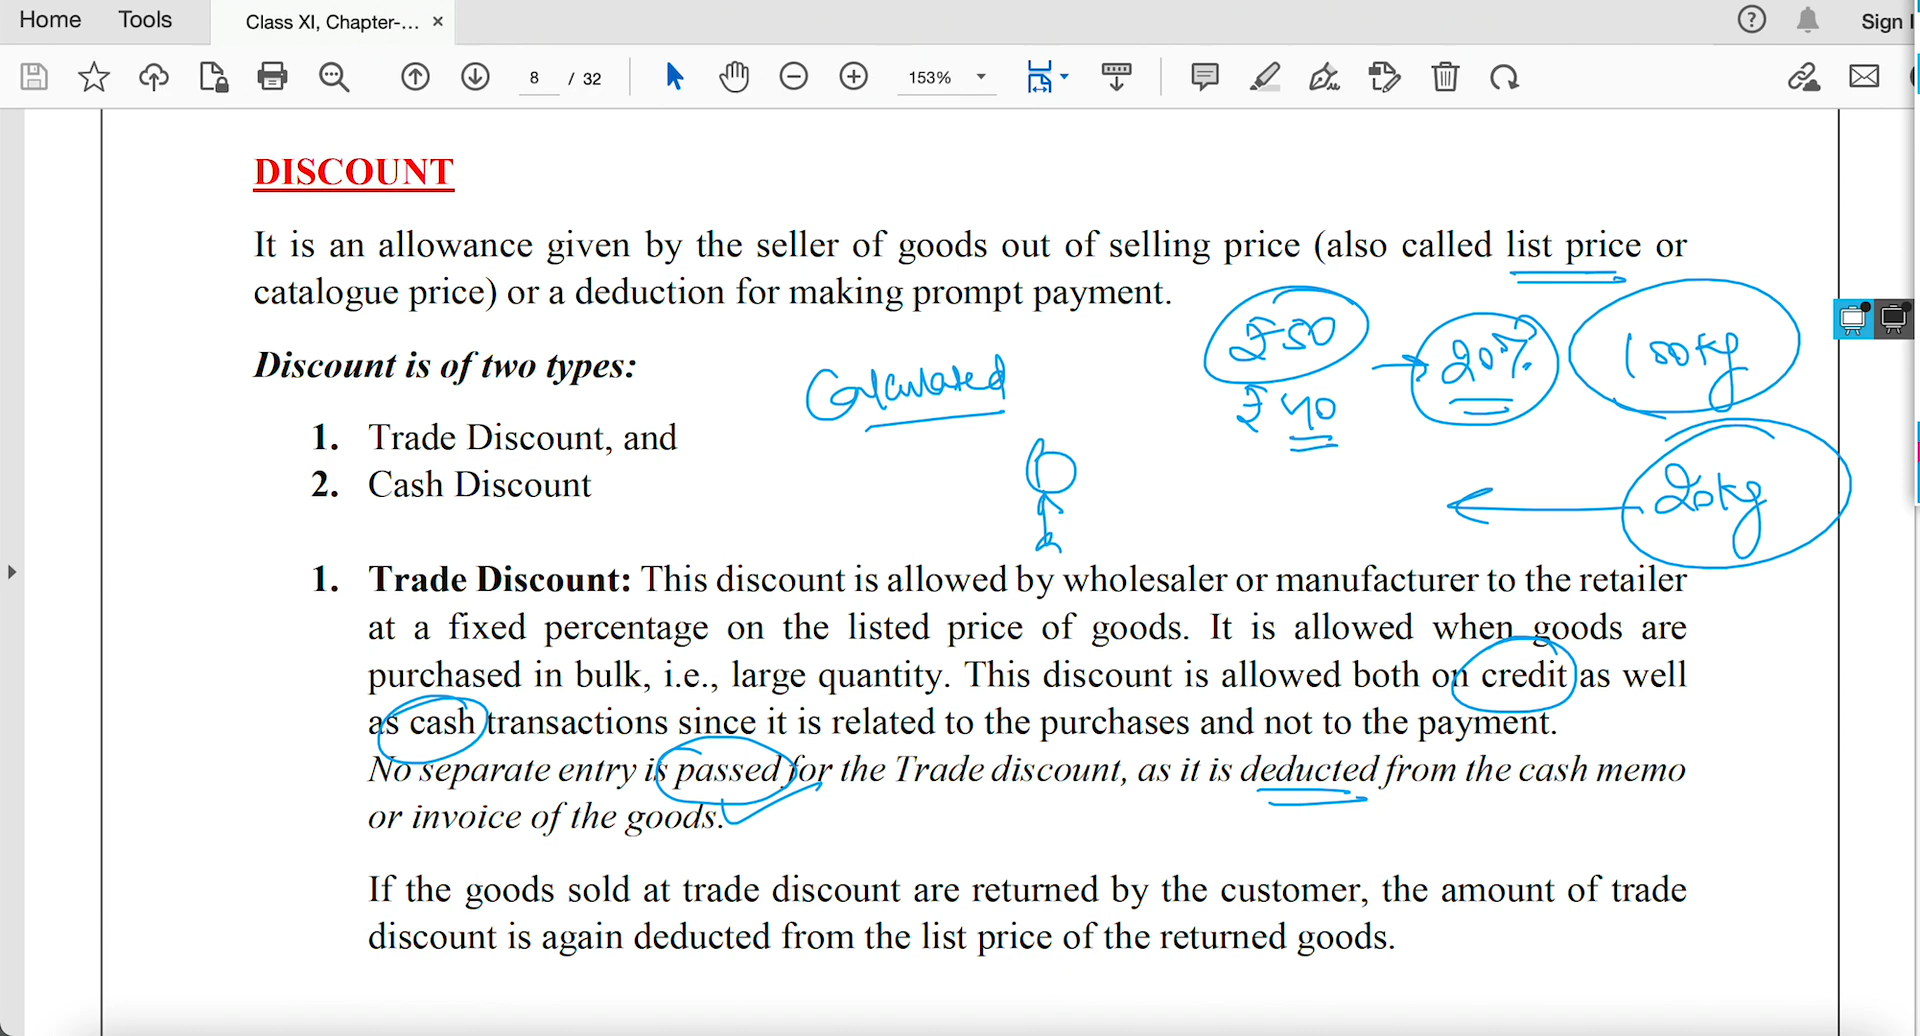 Home Tools Class XI, Chapter-... × Sign I
8 / 32 153%
DISCOUNT
It is an allowance given by the seller of goods out of selling price (also called list price or
catalogue price) or a deduction for making prompt payment.
₹50 → 20% 100kg
Discount is of two types:
Calculated
₹40
1. Trade Discount, and
2. Cash Discount
20kg
1. Trade Discount: This discount is allowed by wholesaler or manufacturer to the retailer
at a fixed percentage on the listed price of goods. It is allowed when goods are
purchased in bulk, i.e., large quantity. This discount is allowed both on credit as well
as cash transactions since it is related to the purchases and not to the payment.
No separate entry is passed for the Trade discount, as it is deducted from the cash memo
or invoice of the goods.
If the goods sold at trade discount are returned by the customer, the amount of trade
discount is again deducted from the list price of the returned goods.